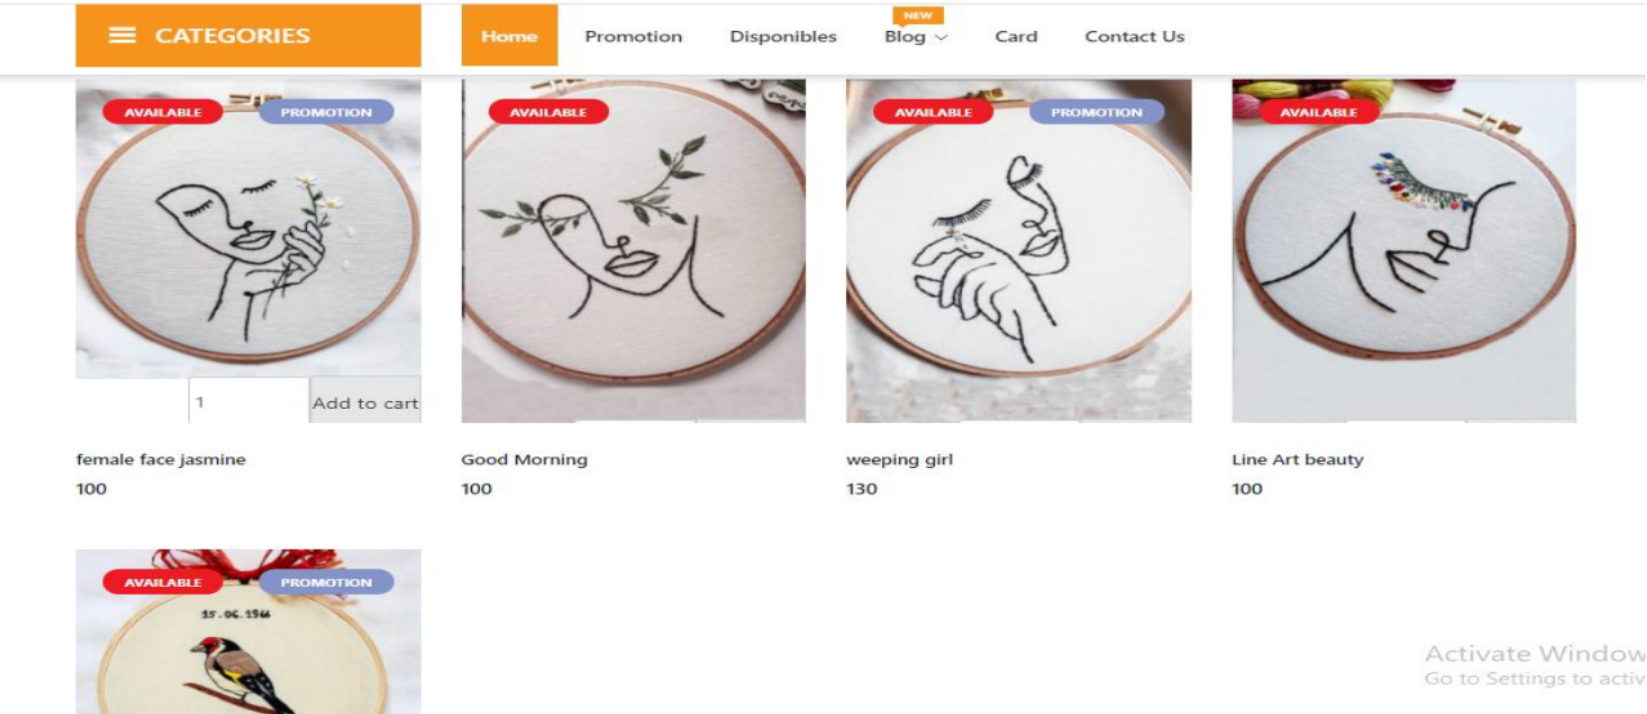 NEW
CATEGORIES
Home Promotion Disponibles Blog Card Contact Us
AVAILABLE PROMOTION AVAILABLE AVAILABLE PROMOTION AVAILABLE
1 Add to cart
female face jasmine Good Morning weeping girl Line Art beauty
100 100 130 100
AVAILABLE PROMOTION
15.06.1966
Activate Window
Go to Settings to activ